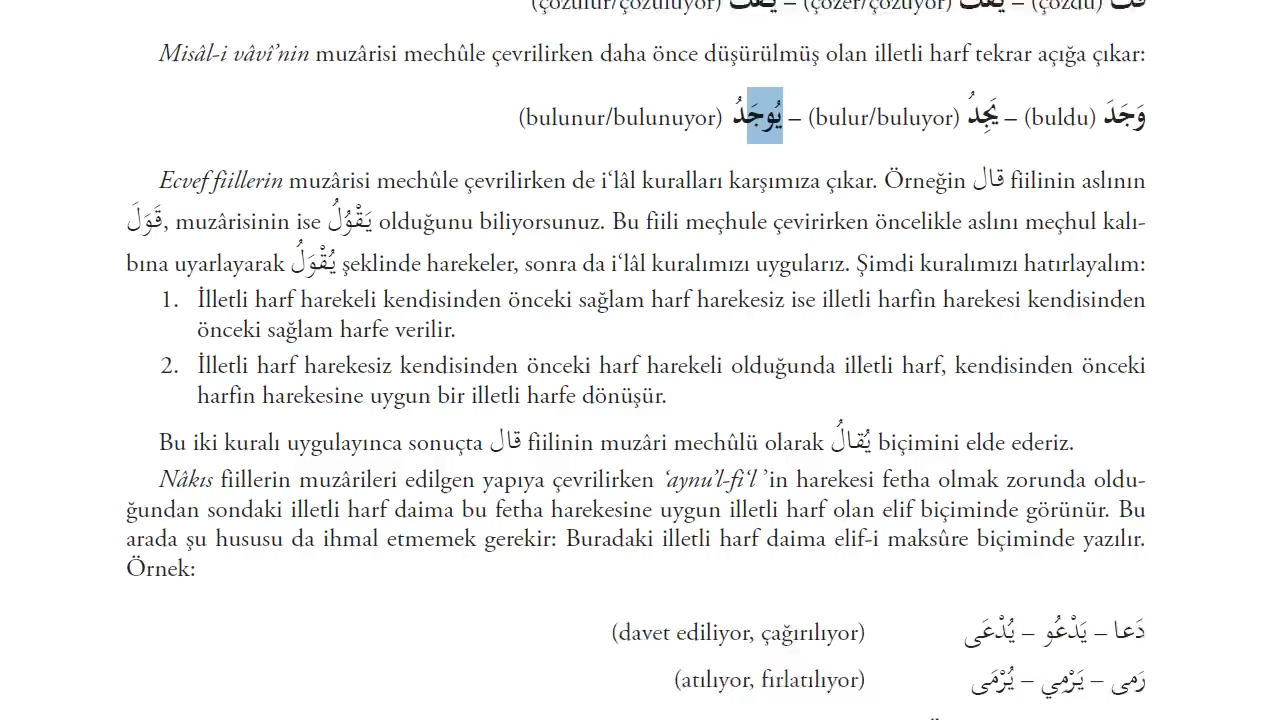 فَكَّ (çözdü) – يَفُكُّ (çözer/çözüyor) – يُفَكُّ (çözülür/çözülüyor)
Misâl-i vâvî’nin muzârisi mechûle çevrilirken daha önce düşürülmüş olan illetli harf tekrar açığa çıkar:
وَجَدَ (buldu) – يَجِدُ (bulur/buluyor) – يُوجَدُ (bulunur/bulunuyor)
Ecvef fiillerin muzârisi mechûle çevrilirken de i‘lâl kuralları karşımıza çıkar. Örneğin قال fiilinin aslının
قَوَلَ, muzârisinin ise يَقْوُلُ olduğunu biliyorsunuz. Bu fiili meçhule çevirirken öncelikle aslını meçhul kalı-
bına uyarlayarak يُقْوَلُ şeklinde harekeler, sonra da i‘lâl kuralımızı uygularız. Şimdi kuralımızı hatırlayalım:
1. İlletli harf harekeli kendisinden önceki sağlam harf harekesiz ise illetli harfin harekesi kendisinden
önceki sağlam harfe verilir.
2. İlletli harf harekesiz kendisinden önceki harf harekeli olduğunda illetli harf, kendisinden önceki
harfin harekesine uygun bir illetli harfe dönüşür.
Bu iki kuralı uygulayınca sonuçta قال fiilinin muzâri mechûlü olarak يُقالُ biçimini elde ederiz.
Nâkıs fiillerin muzârileri edilgen yapıya çevrilirken ‘aynu’l-fi‘l ’in harekesi fetha olmak zorunda oldu-
ğundan sondaki illetli harf daima bu fetha harekesine uygun illetli harf olan elif biçiminde görünür. Bu
arada şu hususu da ihmal etmemek gerekir: Buradaki illetli harf daima elif-i maksûre biçiminde yazılır.
Örnek:
دَعا – يَدْعُو – يُدْعَى (davet ediliyor, çağırılıyor)
رَمى – يَرْمِي – يُرْمَى (atılıyor, fırlatılıyor)